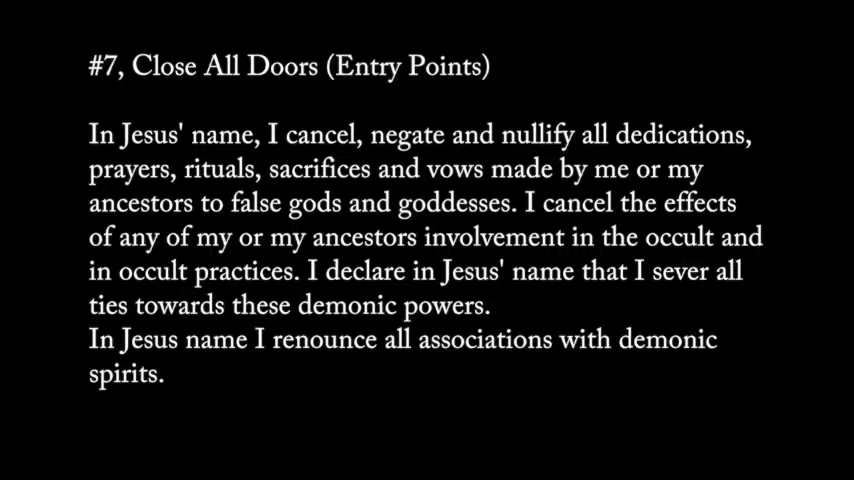 #7, Close All Doors (Entry Points)
In Jesus' name, I cancel, negate and nullify all dedications,
prayers, rituals, sacrifices and vows made by me or my
ancestors to false gods and goddesses. I cancel the effects
of any of my or my ancestors involvement in the occult and
in occult practices. I declare in Jesus' name that I sever all
ties towards these demonic powers.
In Jesus name I renounce all associations with demonic
spirits.